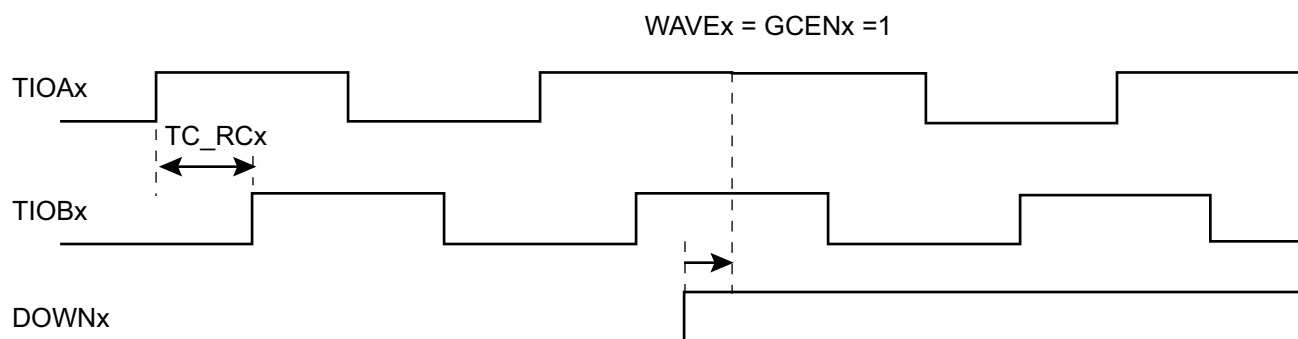 WAVEx = GCENx =1
TIOAx
TC_RCx
TIOBx
DOWNx